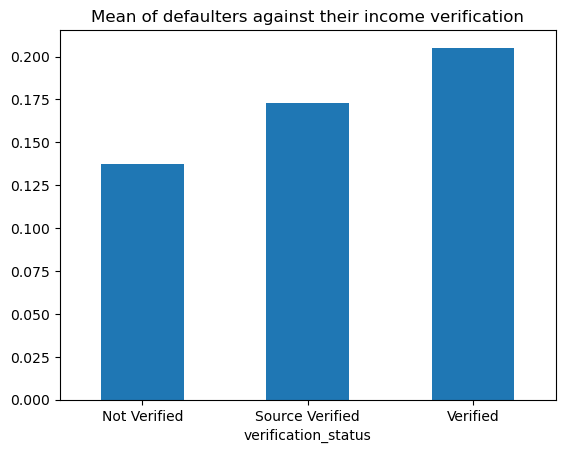 Mean of defaulters against their income verification
0.200
0.175
0.150
0.125
0.100
0.075
0.050
0.025
0.000
Not Verified
Source Verified
Verified
verification_status